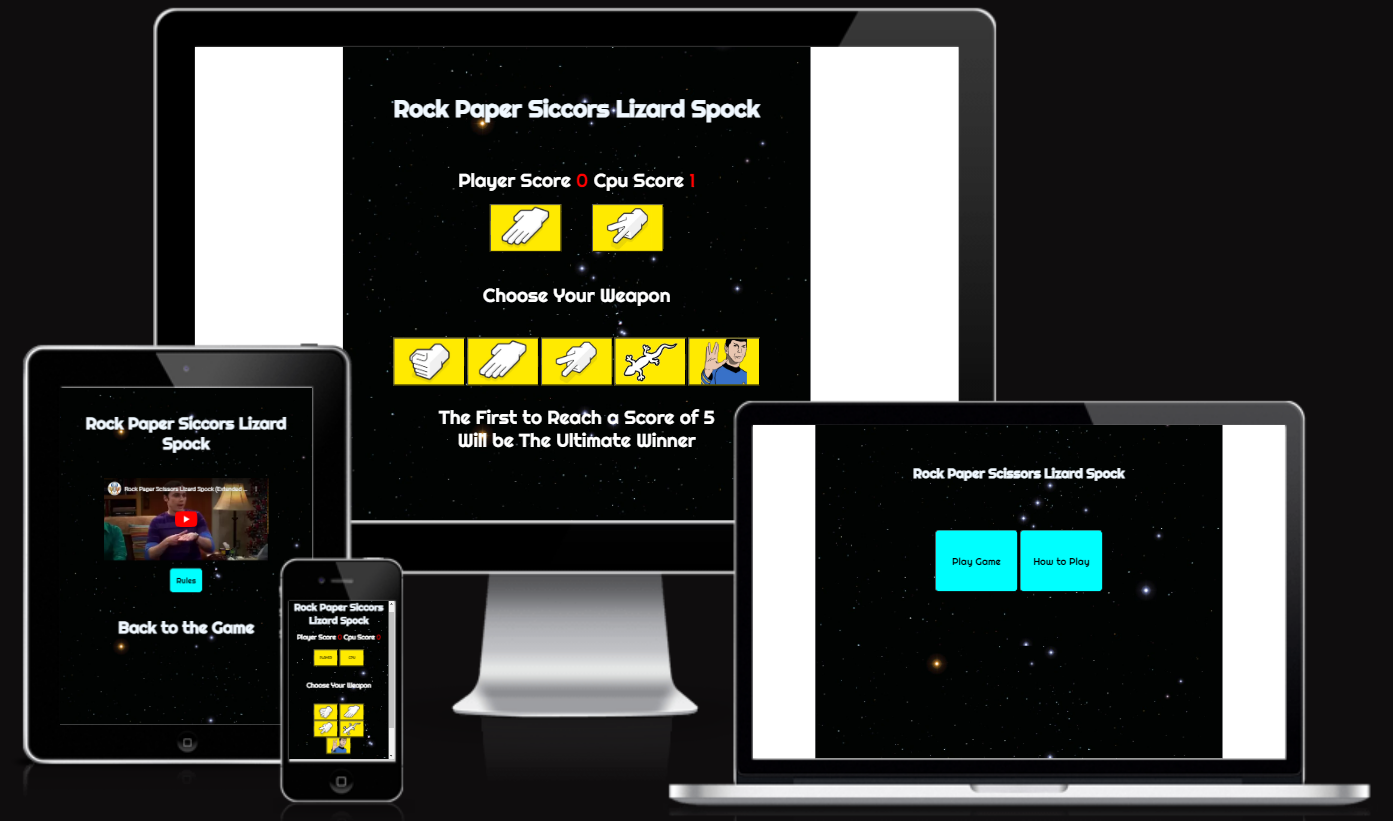 Rock Paper Siccors Lizard Spock
Player Score 0 Cpu Score 1
Choose Your Weapon
The First to Reach a Score of 5
Will be The Ultimate Winner
Rock Paper Siccors Lizard
Spock
Rock Paper Scissors Lizard Spock (Extended...
Rules
Back to the Game
Rock Paper Siccors
Lizard Spock
Player Score 0 Cpu Score 0
Choose Your Weapon
Rock Paper Scissors Lizard Spock
Play Game How to Play